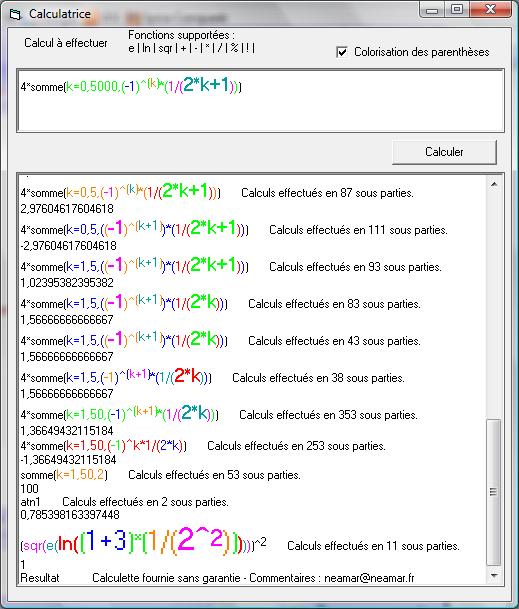 Calculatrice
Calcul à effectuer
Fonctions supportées :
e | ln | sqr | + | - | * | / | % | ! |
Colorisation des parenthèses
4*somme(k=0,5000,(-1)^(k)*(1/(2*k+1)))
Calculer
4*somme(k=0,5,(-1)^(k)*(1/(2*k+1))) Calculs effectués en 87 sous parties.
2,97604617604618
4*somme(k=0,5,((-1)^(k+1))*(1/(2*k+1))) Calculs effectués en 111 sous parties.
-2,97604617604618
4*somme(k=1,5,((-1)^(k+1))*(1/(2*k+1))) Calculs effectués en 93 sous parties.
1,02395382395382
4*somme(k=1,5,((-1)^(k+1))*(1/(2*k))) Calculs effectués en 83 sous parties.
1,56666666666667
4*somme(k=1,5,((-1)^(k+1))*(1/(2*k))) Calculs effectués en 43 sous parties.
1,56666666666667
4*somme(k=1,5,(-1)^(k+1)*(1/(2*k))) Calculs effectués en 38 sous parties.
1,56666666666667
4*somme(k=1,50,(-1)^(k+1)*(1/(2*k))) Calculs effectués en 353 sous parties.
1,36649432115184
4*somme(k=1,50,(-1)^k*1/(2*k)) Calculs effectués en 253 sous parties.
-1,36649432115184
somme(k=1,50,2) Calculs effectués en 53 sous parties.
100
atn1 Calculs effectués en 2 sous parties.
0,785398163397448
(sqr(e(ln((1+3)*(1/(2^2))))))^2 Calculs effectués en 11 sous parties.
1
Resultat Calculette fournie sans garantie - Commentaires : neamar@neamar.fr